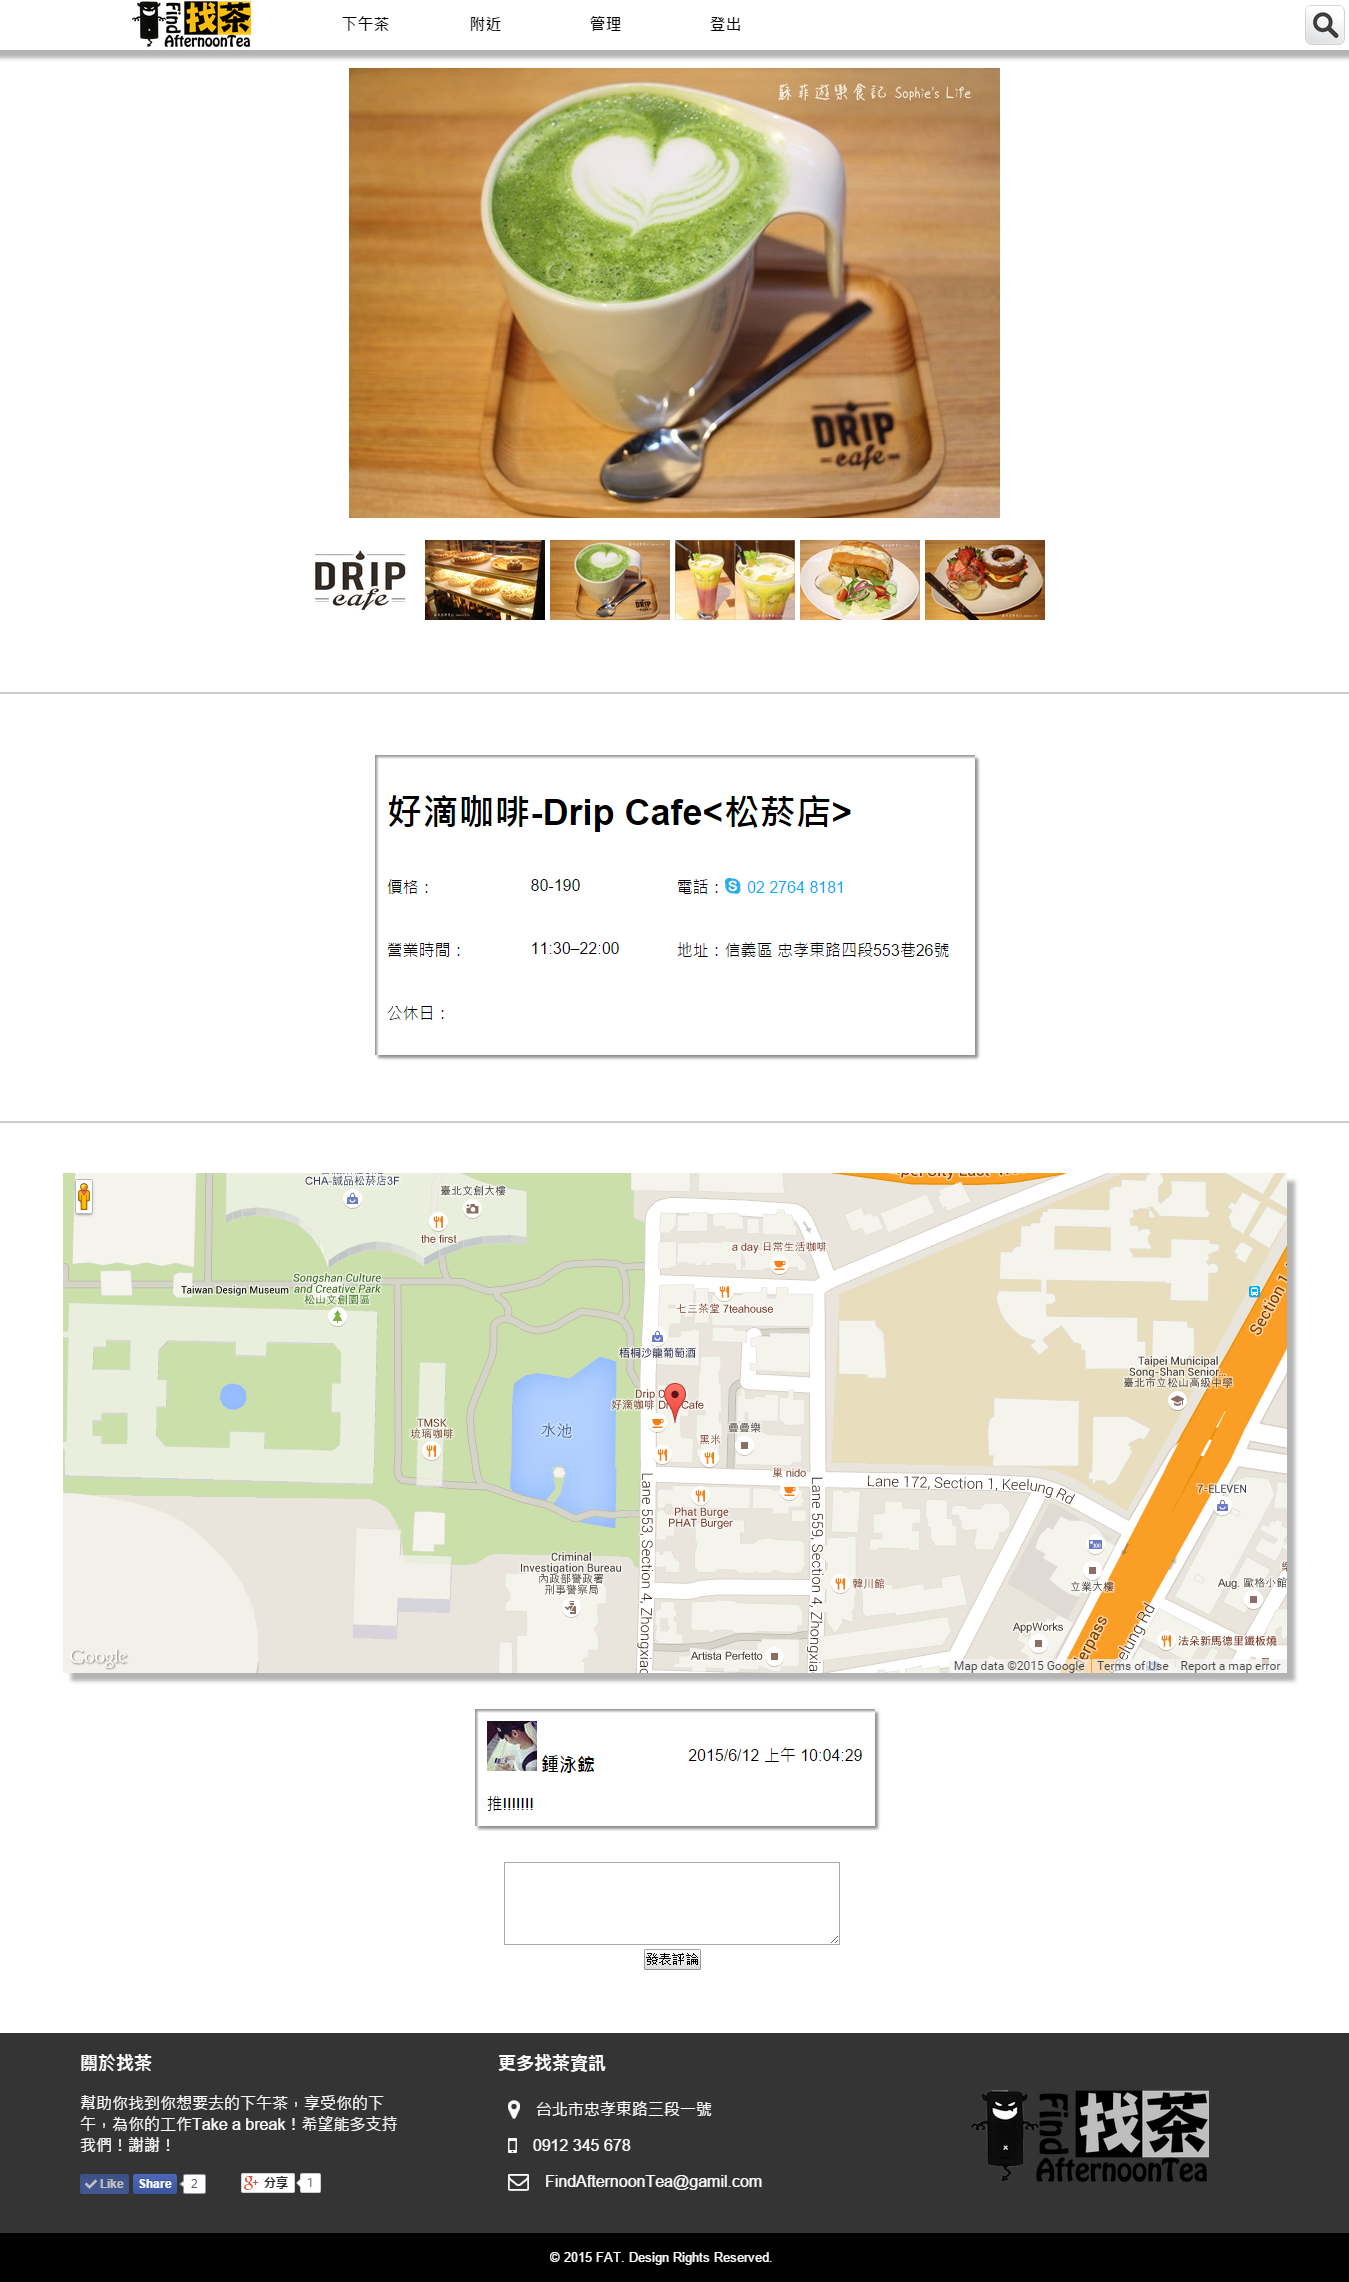 Find 找茶
AfternoonTea
下午茶
附近
管理
登出
蘇菲遊樂食記 Sophie's Life
DRIP
cafe
DRIP
cafe
DRIP
cafe
好滴咖啡-Drip Cafe<松菸店>
價格：
80-190
電話：
02 2764 8181
營業時間：
11:30–22:00
地址：信義區 忠孝東路四段553巷26號
公休日：
CHA-誠品松菸店3F
臺北文創大樓
the first
a day 日常生活咖啡
Songshan Culture
and Creative Park
松山文創園區
Taiwan Design Museum
七三茶堂 7teahouse
Section 1,
梧桐沙龍葡萄酒
Taipei Municipal
Song-Shan Senior...
臺北市立松山高級中學
好滴咖啡 Drip Cafe
TMSK
琉璃咖啡
水池
疊疊樂
黑米
巢 nido
Lane 172, Section 1, Keelung Rd
7-ELEVEN
Phat Burge
PHAT Burger
Lane 553, Section 4, Zhongxiao
Lane 559, Section 4, Zhongxia
Criminal
Investigation Bureau
內政部警政署
刑事警察局
韓川館
立業大樓
Aug. 歐格小館
AppWorks
erpass
eelung Rd
法朵新馬德里鐵板燒
Artista Perfetto
Google
Map data ©2015 Google
Terms of Use
Report a map error
鍾泳鋐
2015/6/12 上午 10:04:29
推!!!!!!!
發表評論
關於找茶
幫助你找到你想要去的下午茶，享受你的下
午，為你的工作Take a break！希望能多支持
我們！謝謝！
Like
Share
2
g+ 分享
1
更多找茶資訊
台北市忠孝東路三段一號
0912 345 678
FindAfternoonTea@gamil.com
Find 找茶
AfternoonTea
© 2015 FAT. Design Rights Reserved.